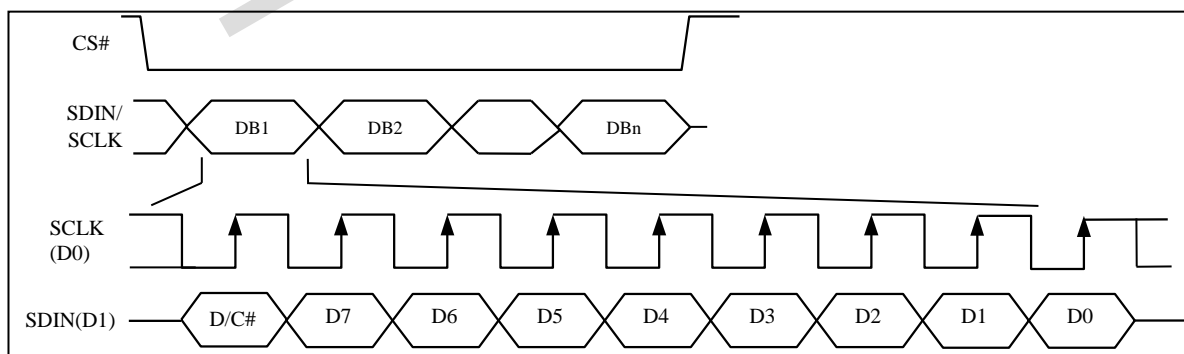 CS#
SDIN/
SCLK
DB1 DB2 DBn
SCLK
(D0)
SDIN(D1) D/C# D7 D6 D5 D4 D3 D2 D1 D0